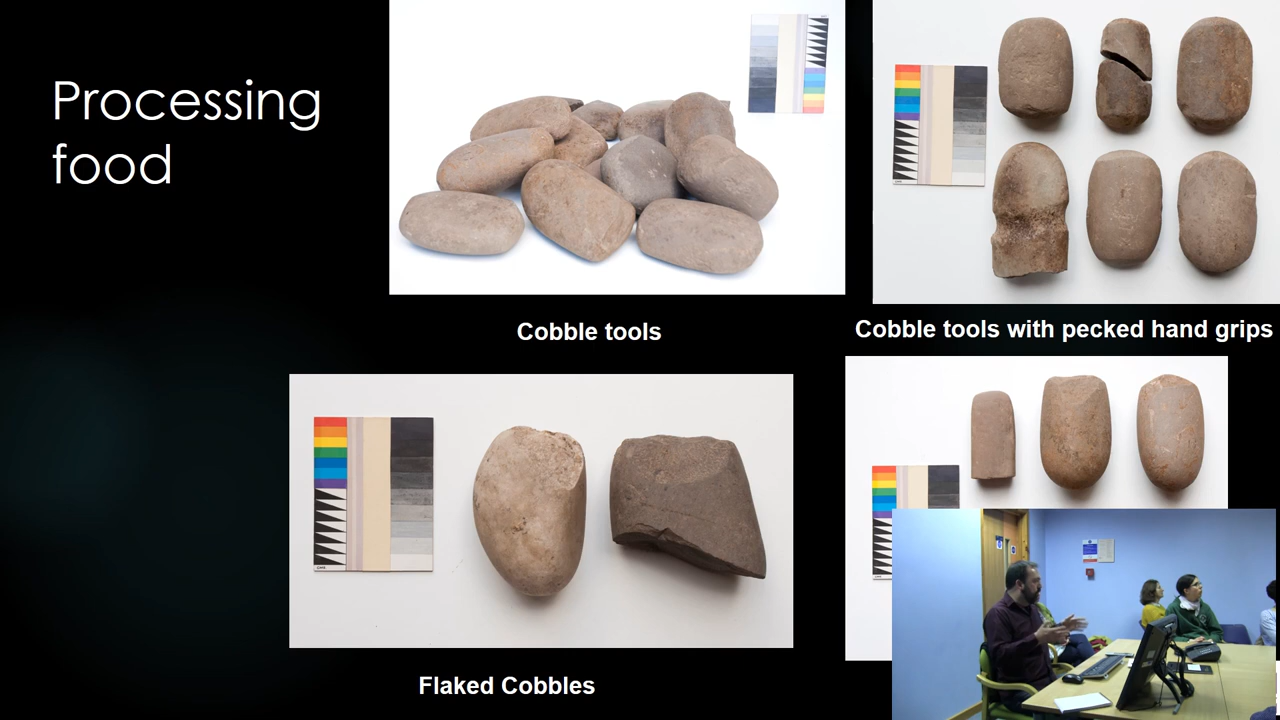 Processing
food
Cobble tools
Cobble tools with pecked hand grips
Flaked Cobbles